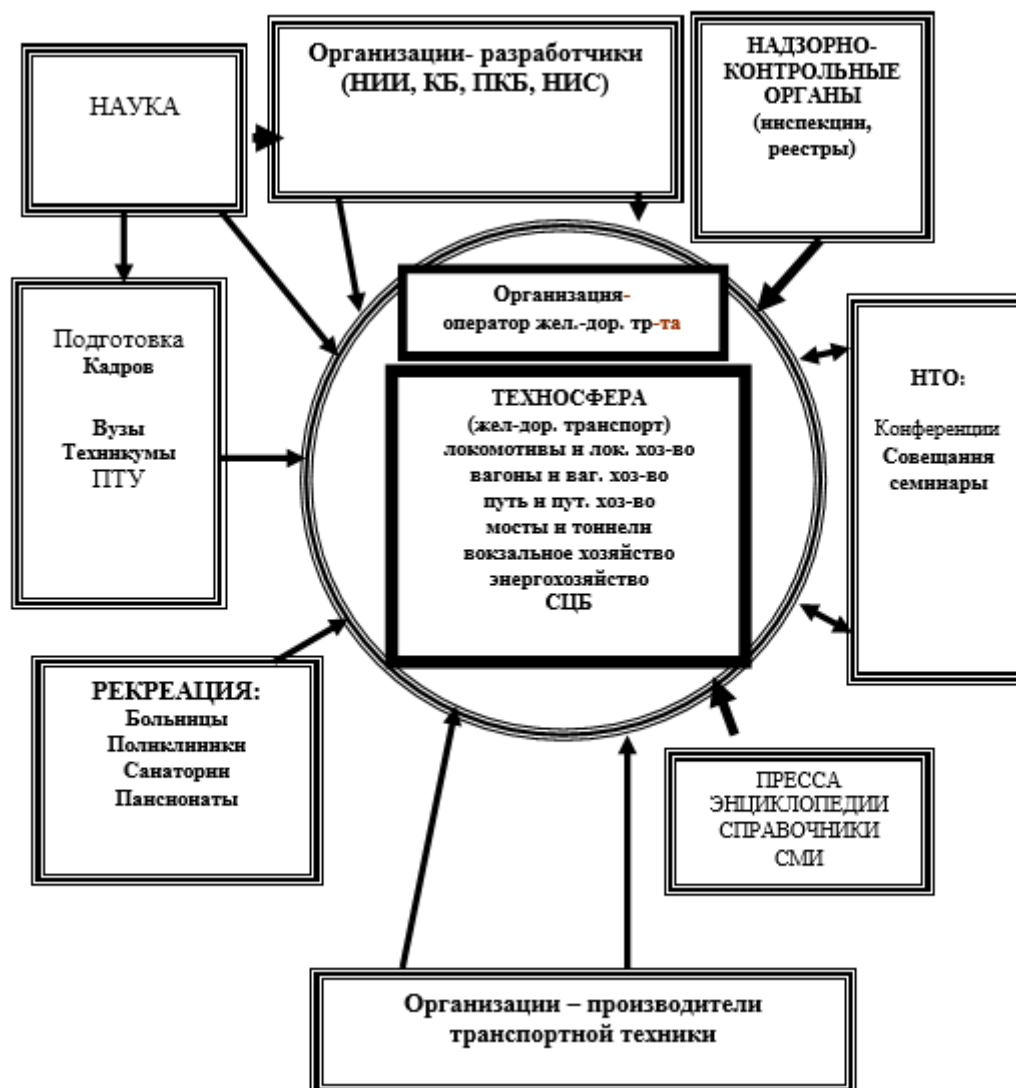 НАУКА
Организации- разработчики
(НИИ, КБ, ПКБ, НИС)
НАДЗОРНО-
КОНТРОЛЬНЫЕ
ОРГАНЫ
(инспекции,
реестры)
Организация-
оператор жел.-дор. тр-та
Подготовка
Кадров
Вузы
Техникумы
ПТУ
ТЕХНОСФЕРА
(жел-дор. транспорт)
локомотивы и лок. хоз-во
вагоны и ваг. хоз-во
путь и пут. хоз-во
мосты и тоннели
вокзальное хозяйство
энергохозяйство
СЦБ
НТО:
Конференции
Совещания
семинары
РЕКРЕАЦИЯ:
Больницы
Поликлиники
Санатории
Пансионаты
ПРЕССА
ЭНЦИКЛОПЕДИИ
СПРАВОЧНИКИ
СМИ
Организации – производители
транспортной техники